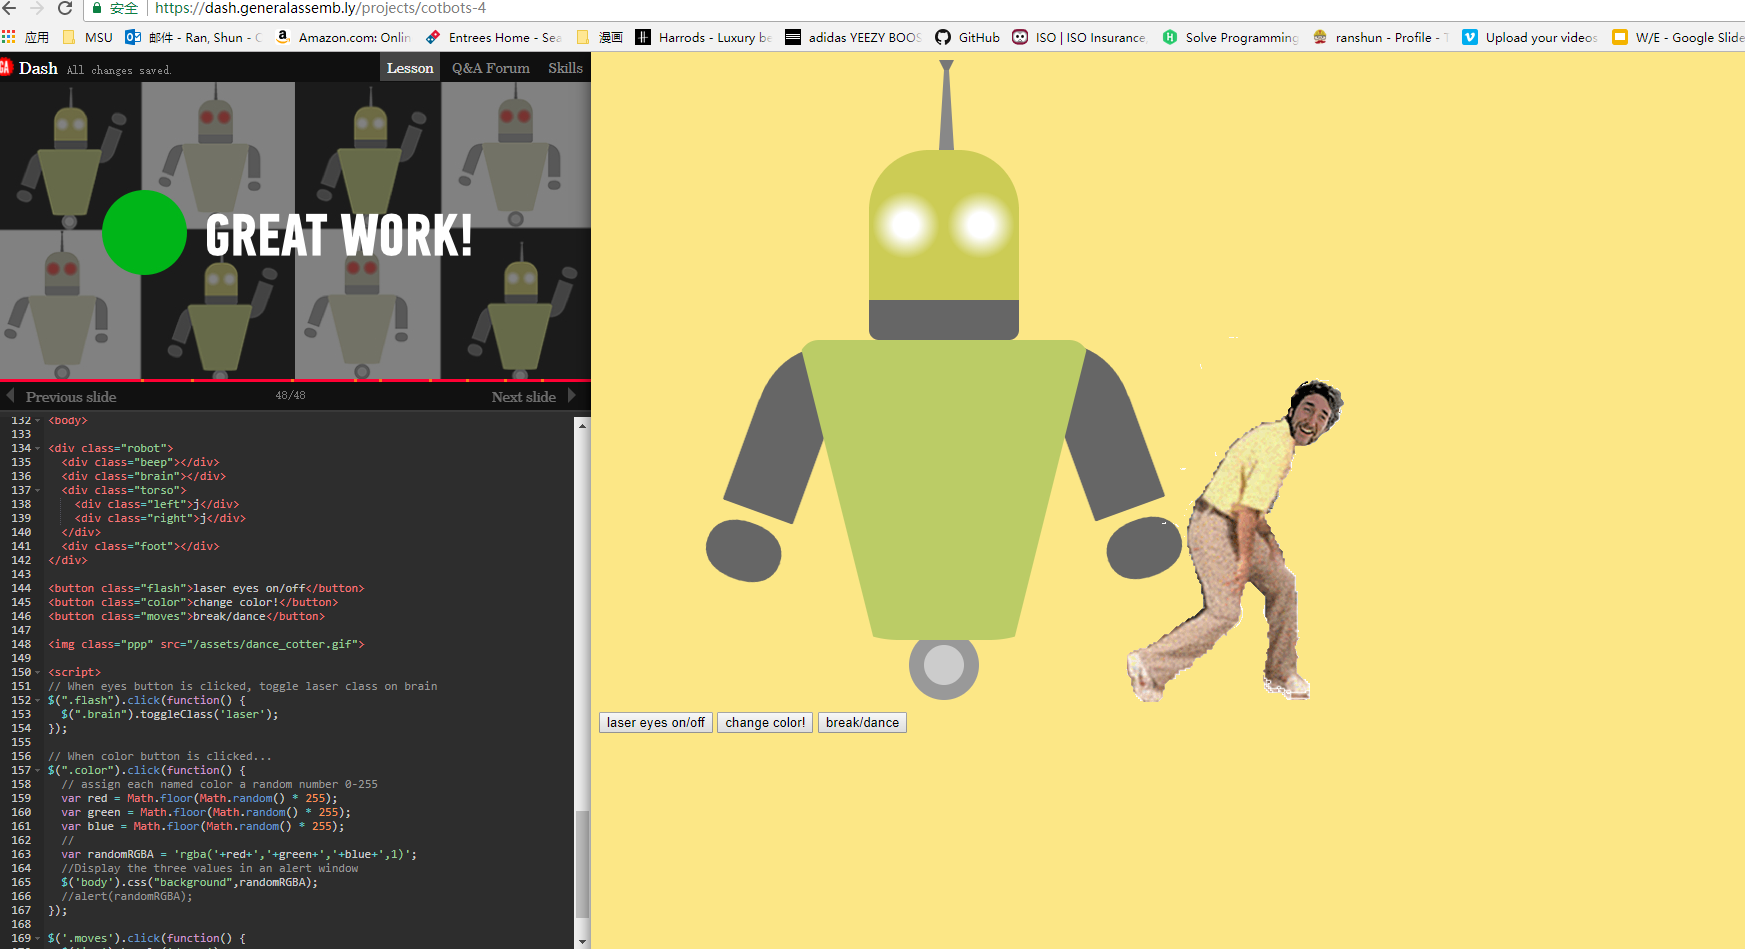 安全 https://dash.generalassemb.ly/projects/cotbots-4
应用 MSU 邮件 - Ran, Shun - C Amazon.com: Onlin Entrees Home - Sea 漫画 Harrods - Luxury be adidas YEEZY BOOS GitHub ISO | ISO Insurance, Solve Programming ranshun - Profile - T Upload your videos W/E - Google Slide
GA Dash All changes saved. Lesson Q&A Forum Skills
GREAT WORK!
Previous slide 48/48 Next slide
132 <body>
133
134 <div class="robot">
135 <div class="beep"></div>
136 <div class="brain"></div>
137 <div class="torso">
138 <div class="left">j</div>
139 <div class="right">j</div>
140 </div>
141 <div class="foot"></div>
142 </div>
143
144 <button class="flash">laser eyes on/off</button>
145 <button class="color">change color!</button>
146 <button class="moves">break/dance</button>
147
148 <img class="ppp" src="/assets/dance_cotter.gif">
149
150 <script>
151 // When eyes button is clicked, toggle laser class on brain
152 $(".flash").click(function() {
153 $(".brain").toggleClass('laser');
154 });
155
156 // When color button is clicked...
157 $(".color").click(function() {
158 // assign each named color a random number 0-255
159 var red = Math.floor(Math.random() * 255);
160 var green = Math.floor(Math.random() * 255);
161 var blue = Math.floor(Math.random() * 255);
162 //
163 var randomRGBA = 'rgba('+red+','+green+','+blue+',1)';
164 //Display the three values in an alert window
165 $('body').css("background",randomRGBA);
166 //alert(randomRGBA);
167 });
168
169 $('.moves').click(function() {
laser eyes on/off change color! break/dance